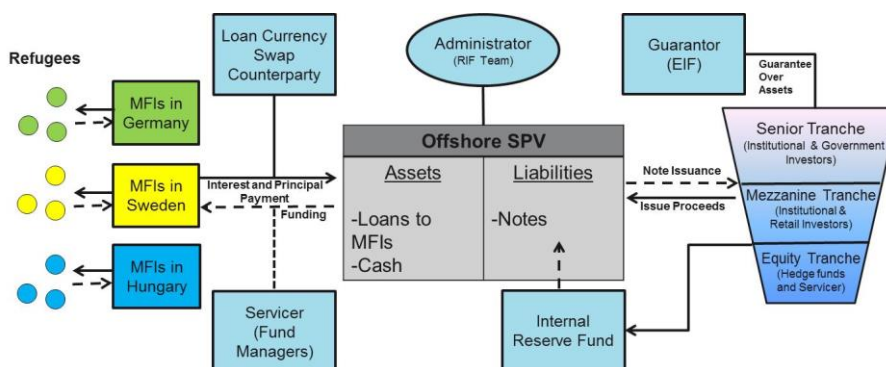 Refugees
MFIs in
Germany
MFIs in
Sweden
MFIs in
Hungary
Loan Currency
Swap
Counterparty
Interest and Principal
Payment
Funding
Servicer
(Fund
Managers)
Administrator
(RIF Team)
Offshore SPV
Assets
-Loans to
MFIs
-Cash
Liabilities
-Notes
Internal
Reserve Fund
Guarantor
(EIF)
Guarantee
Over
Assets
Note Issuance
Issue Proceeds
Senior Tranche
(Institutional & Government
Investors)
Mezzanine Tranche
(Institutional &
Retail Investors)
Equity Tranche
(Hedge funds
and Servicer)